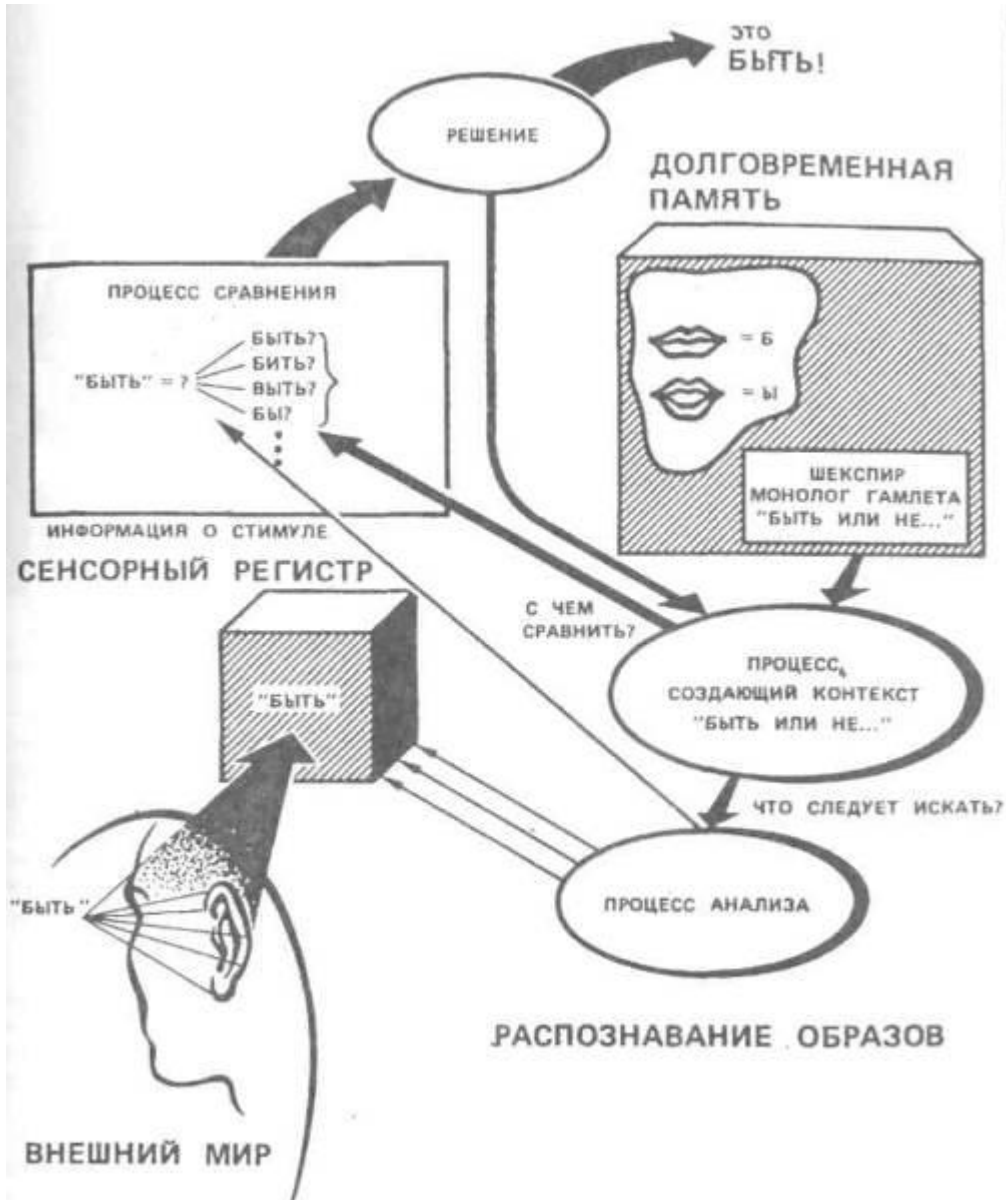 ЭТО
БЫТЬ!
РЕШЕНИЕ
ДОЛГОВРЕМЕННАЯ
ПАМЯТЬ
= Б
= Ы
ШЕКСПИР
МОНОЛОГ ГАМЛЕТА
"БЫТЬ ИЛИ НЕ..."
ПРОЦЕСС СРАВНЕНИЯ
"БЫТЬ" = ?
БЫТЬ?
БИТЬ?
ВЫТЬ?
БЫ?
ИНФОРМАЦИЯ О СТИМУЛЕ
СЕНСОРНЫЙ РЕГИСТР
"БЫТЬ"
С ЧЕМ
СРАВНИТЬ?
ПРОЦЕСС,
СОЗДАЮЩИЙ КОНТЕКСТ
"БЫТЬ ИЛИ НЕ..."
ЧТО СЛЕДУЕТ ИСКАТЬ?
ПРОЦЕСС АНАЛИЗА
"БЫТЬ"
РАСПОЗНАВАНИЕ ОБРАЗОВ
ВНЕШНИЙ МИР